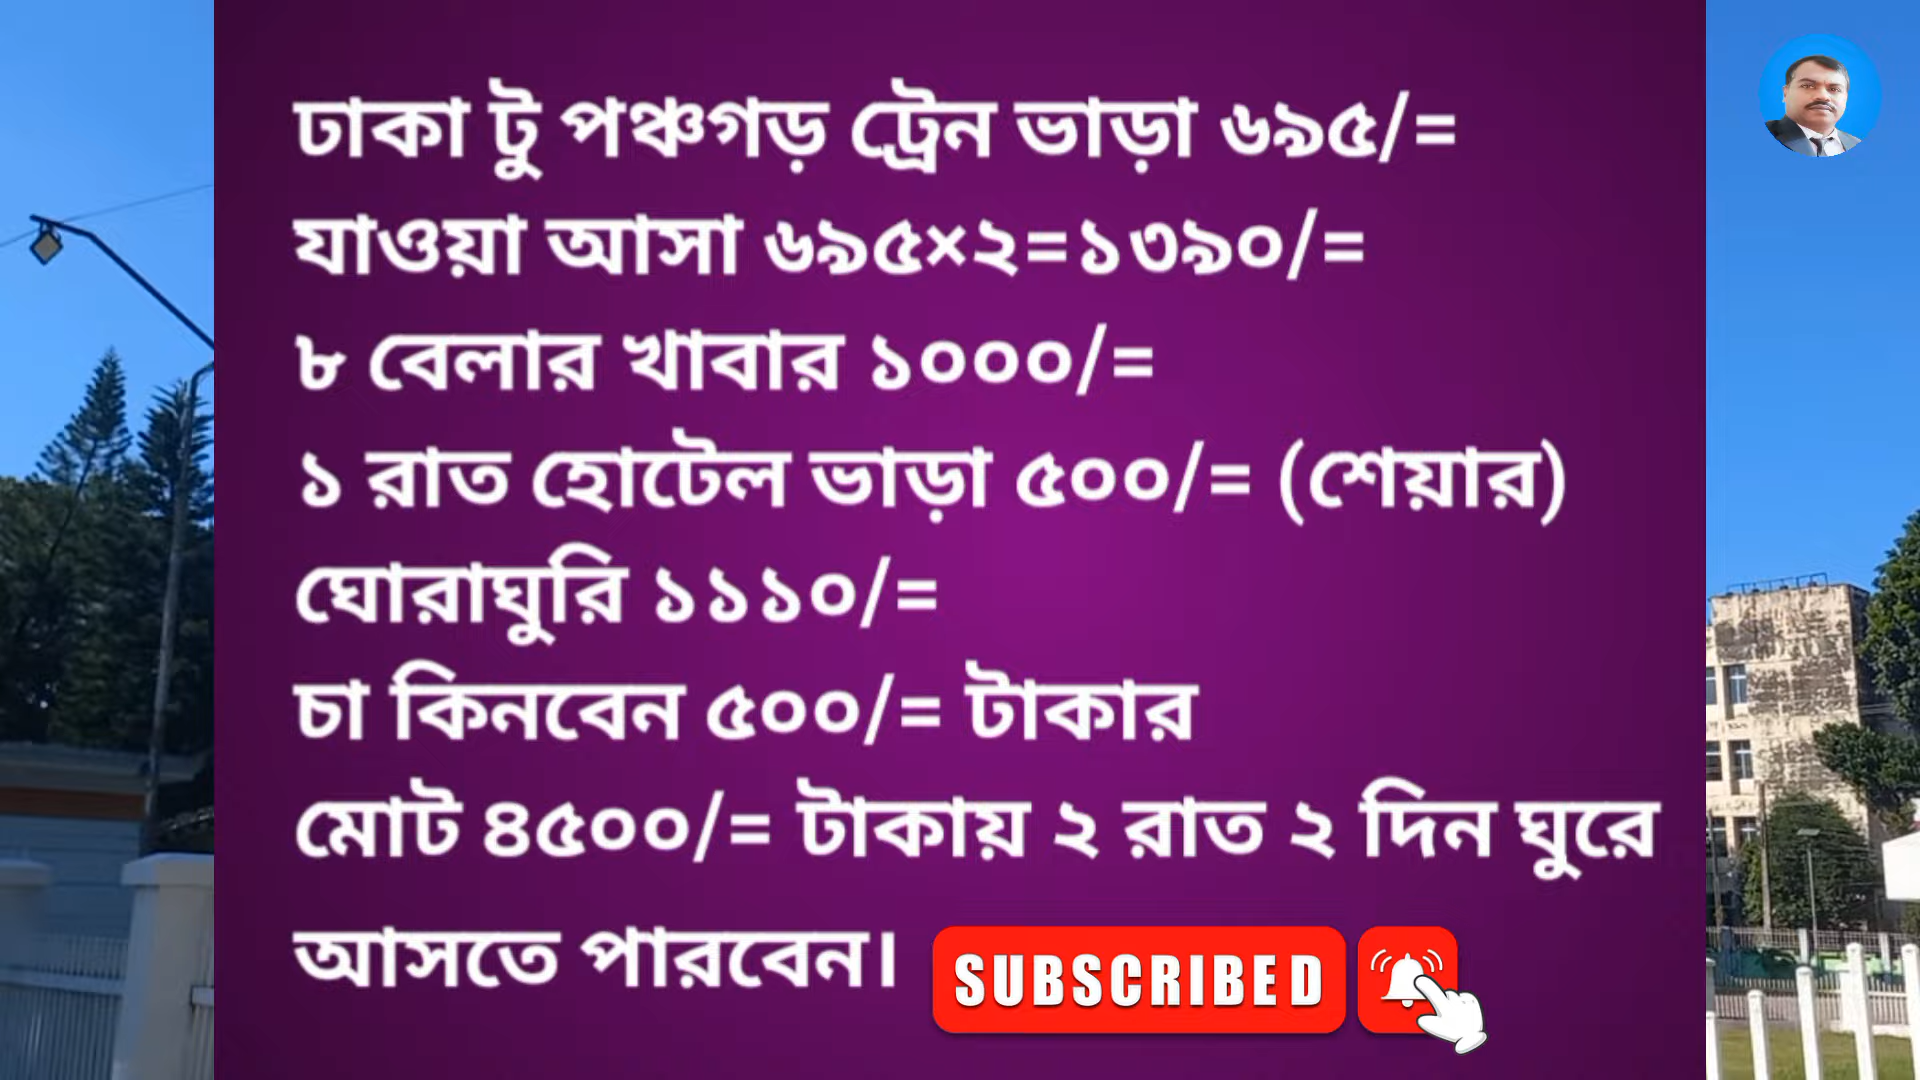 ঢাকা টু পঞ্চগড় ট্রেন ভাড়া ৬৯৫/=
যাওয়া আসা ৬৯৫×২=১৩৯০/=
৮ বেলার খাবার ১০০০/=
১ রাত হোটেল ভাড়া ৫০০/= (শেয়ার)
ঘোরাঘুরি ১১১০/=
চা কিনবেন ৫০০/= টাকার
মোট ৪৫০০/= টাকায় ২ রাত ২ দিন ঘুরে
আসতে পারবেন।
SUBSCRIBED